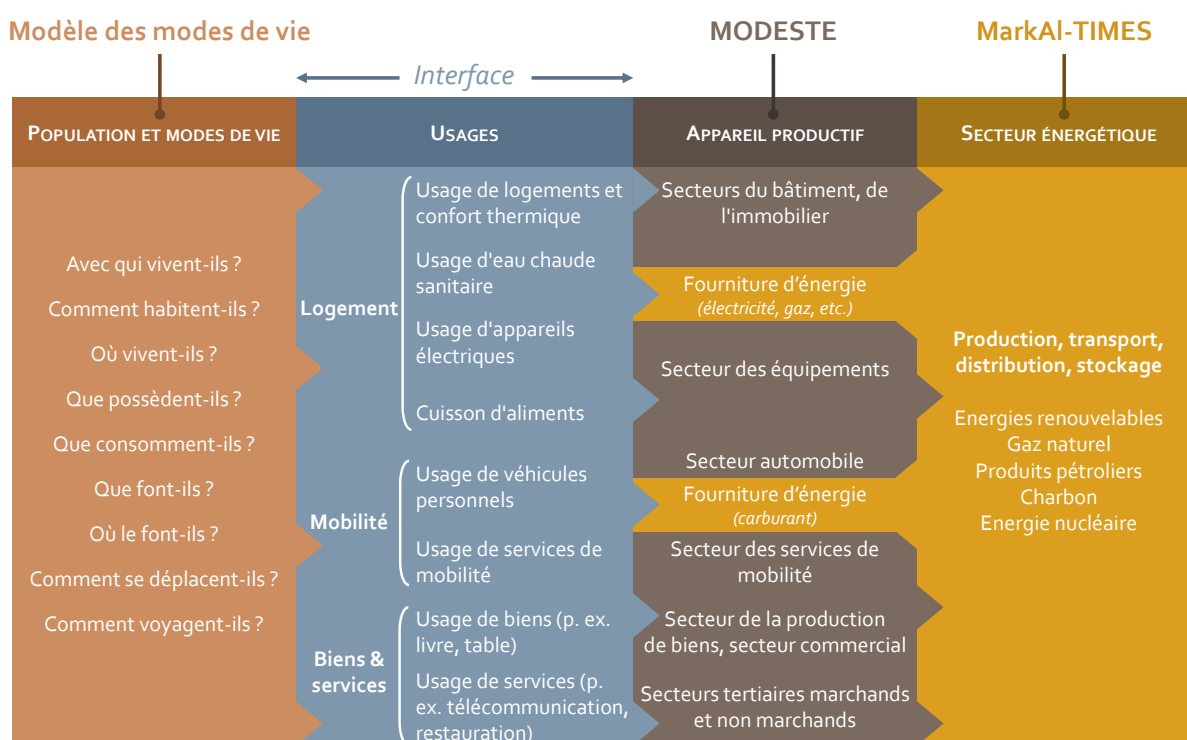 Modèle des modes de vie
Interface
MODESTE
MarkAl-TIMES
POPULATION ET MODES DE VIE
USAGES
APPAREIL PRODUCTIF
SECTEUR ÉNERGÉTIQUE
Avec qui vivent-ils ?
Comment habitent-ils ?
Où vivent-ils ?
Que possèdent-ils ?
Que consomment-ils ?
Que font-ils ?
Où le font-ils ?
Comment se déplacent-ils ?
Comment voyagent-ils ?
Logement
Usage de logements et
confort thermique
Usage d'eau chaude
sanitaire
Usage d'appareils
électriques
Cuisson d'aliments
Mobilité
Usage de véhicules
personnels
Usage de services de
mobilité
Biens &
services
Usage de biens (p. ex.
livre, table)
Usage de services (p.
ex. télécommunication,
restauration)
Secteurs du bâtiment, de
l'immobilier
Fourniture d’énergie
(électricité, gaz, etc.)
Secteur des équipements
Secteur automobile
Fourniture d’énergie
(carburant)
Secteur des services de
mobilité
Secteur de la production
de biens, secteur commercial
Secteurs tertiaires marchands
et non marchands
Production, transport,
distribution, stockage
Energies renouvelables
Gaz naturel
Produits pétroliers
Charbon
Energie nucléaire